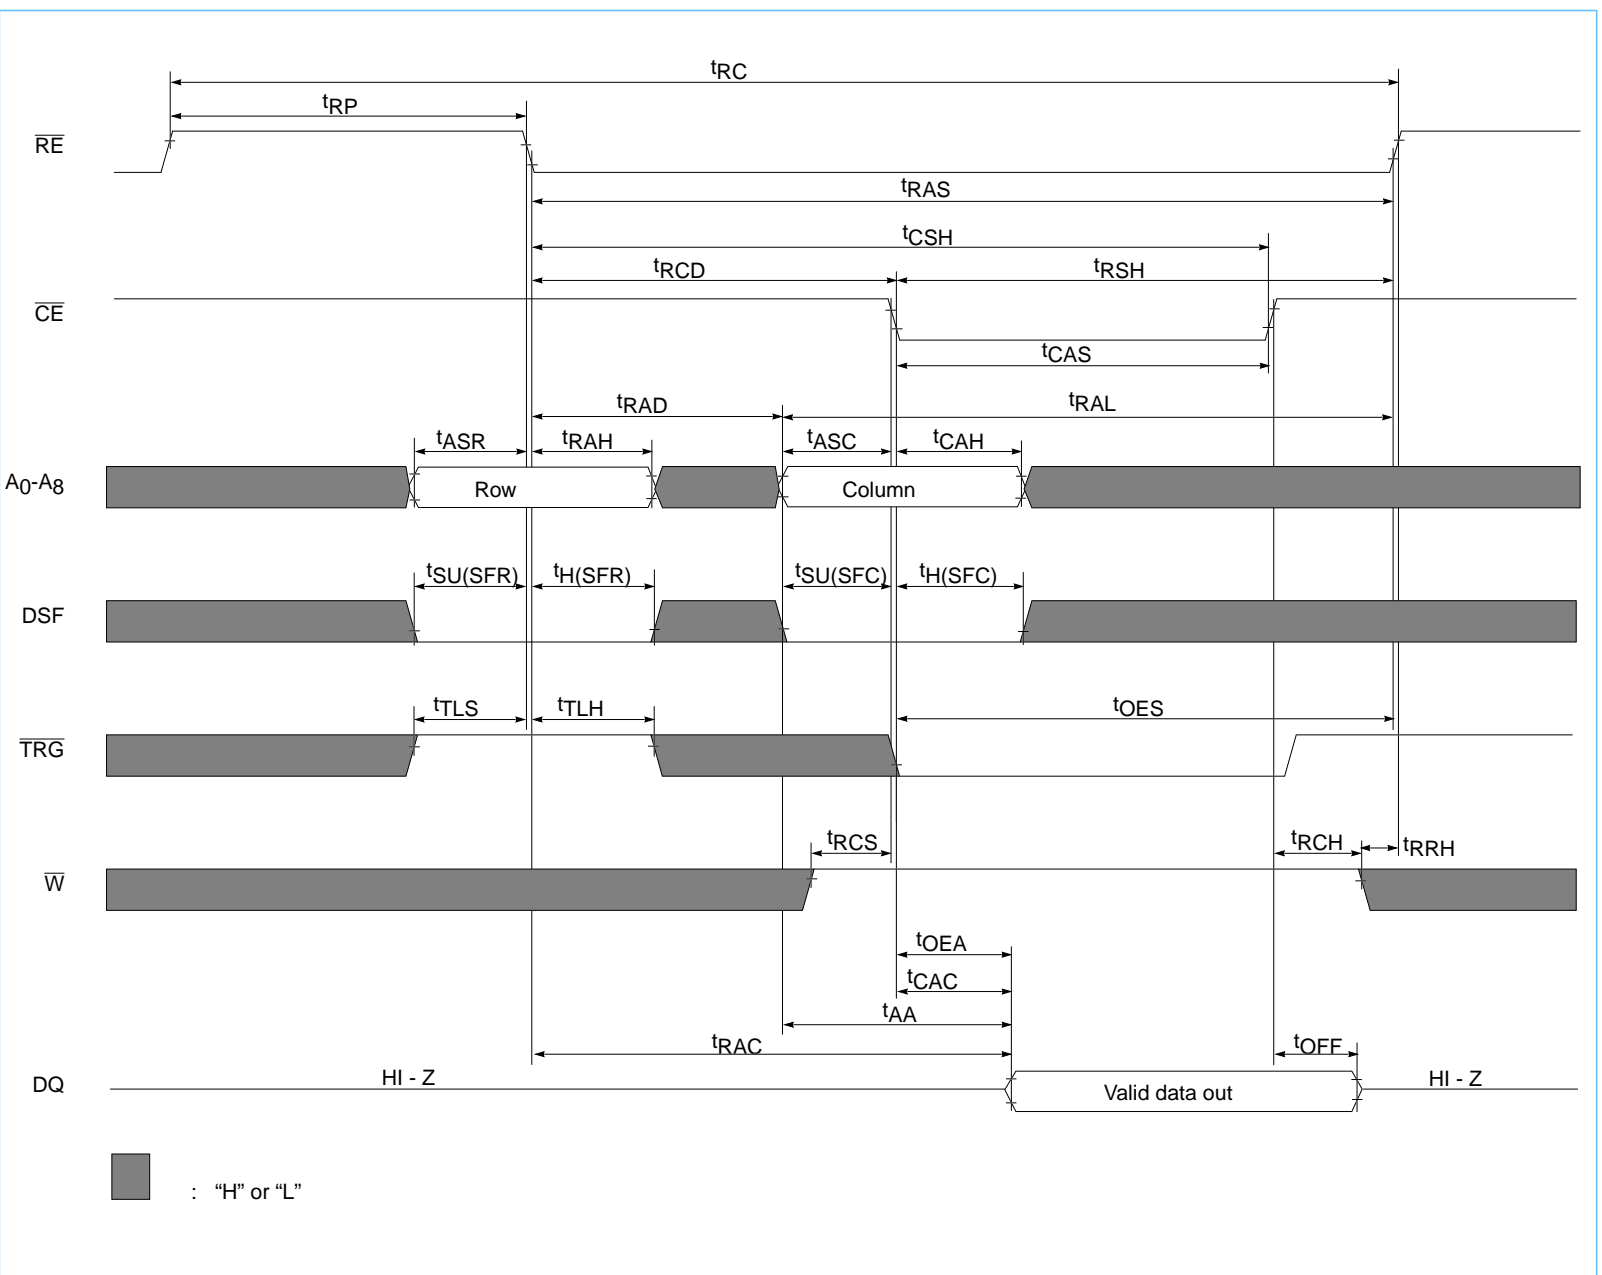 tRC
tRP
RE
tRAS
tCSH
tRCD tRSH
CE
tCAS
tRAD tRAL
tASR tRAH tASC tCAH
A0-A8 Row Column
tSU(SFR) tH(SFR) tSU(SFC) tH(SFC)
DSF
tTLS tTLH tOES
TRG
tRCS tRCH tRRH
W
tOEA
tCAC
tAA
tRAC tOFF
DQ HI - Z Valid data out HI - Z
: “H” or “L”